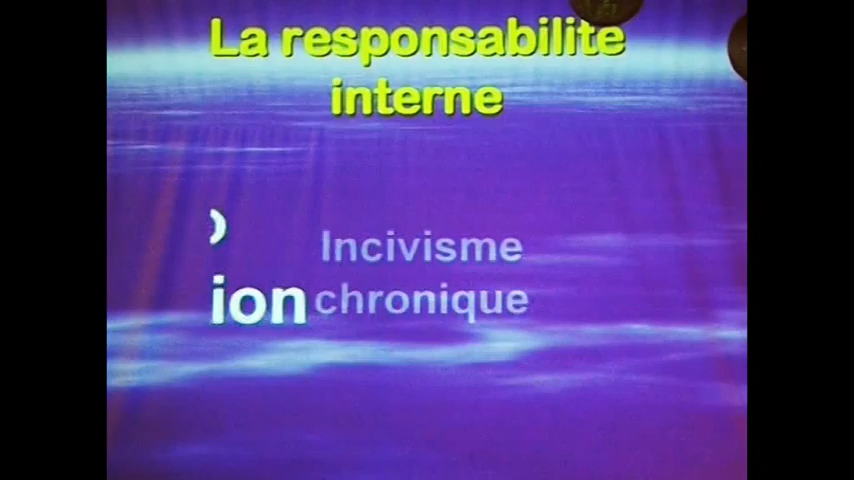 La responsabilite
interne
Incivisme
ion chronique